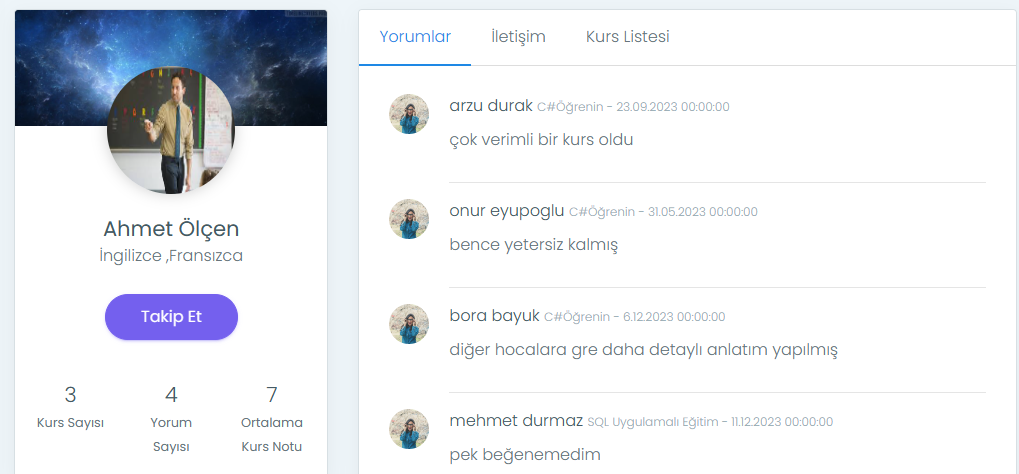 Ahmet Ölçen
İngilizce ,Fransızca
Takip Et
3
Kurs Sayısı
4
Yorum
Sayısı
7
Ortalama
Kurs Notu
Yorumlar
İletişim
Kurs Listesi
arzu durak C#Öğrenin - 23.09.2023 00:00:00
çok verimli bir kurs oldu
onur eyupoglu C#Öğrenin - 31.05.2023 00:00:00
bence yetersiz kalmış
bora bayuk C#Öğrenin - 6.12.2023 00:00:00
diğer hocalara gre daha detaylı anlatım yapılmış
mehmet durmaz SQL Uygulamalı Eğitim - 11.12.2023 00:00:00
pek beğenemedim